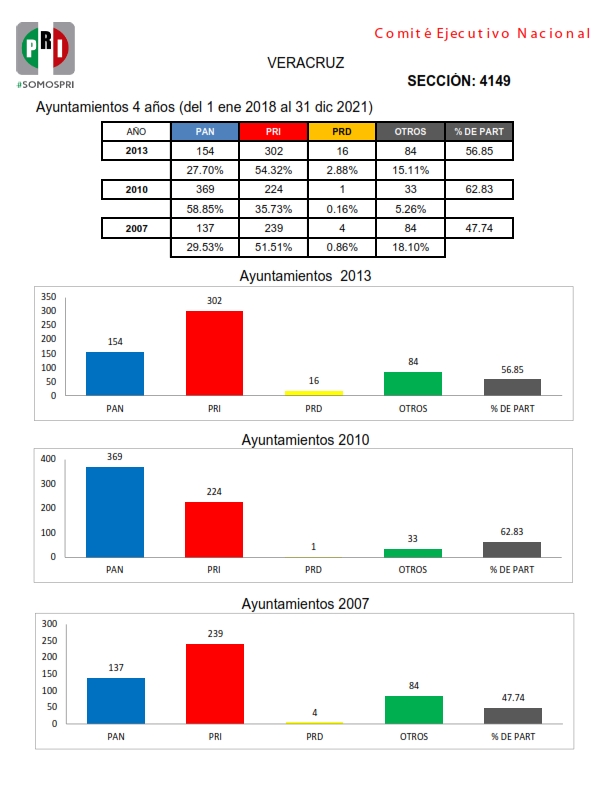 Comité Ejecutivo Nacional
PRI
#SOMOSPRI
VERACRUZ
SECCIÒN: 4149
Ayuntamientos 4 años (del 1 ene 2018 al 31 dic 2021)
AÑO PAN PRI PRD OTROS % DE PART
2013 154 302 16 84 56.85
27.70% 54.32% 2.88% 15.11%
2010 369 224 1 33 62.83
58.85% 35.73% 0.16% 5.26%
2007 137 239 4 84 47.74
29.53% 51.51% 0.86% 18.10%
Ayuntamientos 2013
350
300
250
200
150
100
50
0
154
302
16
84
56.85
PAN PRI PRD OTROS % DE PART
Ayuntamientos 2010
400
300
200
100
0
369
224
1
33
62.83
PAN PRI PRD OTROS % DE PART
Ayuntamientos 2007
300
250
200
150
100
50
0
137
239
4
84
47.74
PAN PRI PRD OTROS % DE PART